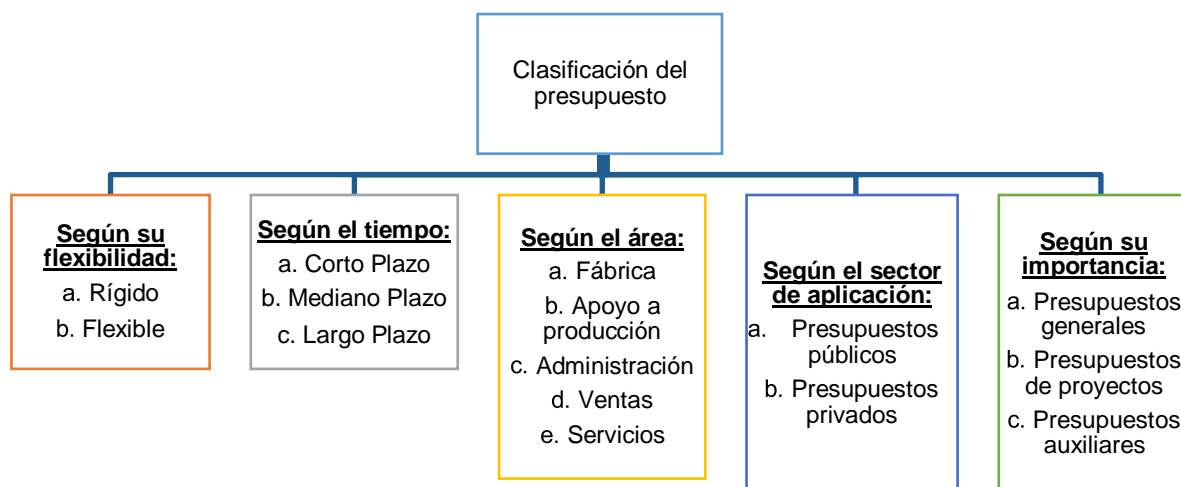 Clasificación del
presupuesto
Según su
flexibilidad:
a. Rígido
b. Flexible
Según el tiempo:
a. Corto Plazo
b. Mediano Plazo
c. Largo Plazo
Según el área:
a. Fábrica
b. Apoyo a
producción
c. Administración
d. Ventas
e. Servicios
Según el sector
de aplicación:
a. Presupuestos
públicos
b. Presupuestos
privados
Según su
importancia:
a. Presupuestos
generales
b. Presupuestos
de proyectos
c. Presupuestos
auxiliares